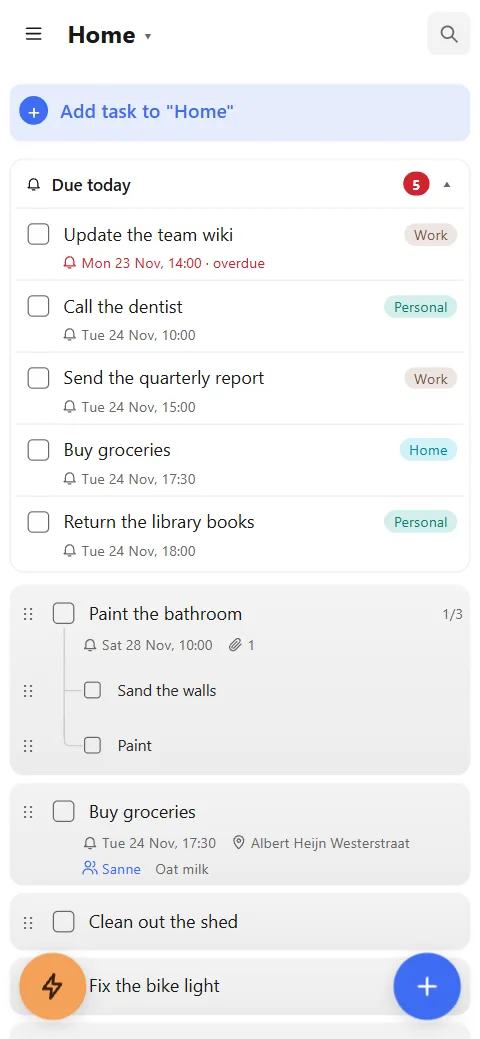 Home
Add task to "Home"
Due today 5
Update the team wiki Work
Mon 23 Nov, 14:00 · overdue
Call the dentist Personal
Tue 24 Nov, 10:00
Send the quarterly report Work
Tue 24 Nov, 15:00
Buy groceries Home
Tue 24 Nov, 17:30
Return the library books Personal
Tue 24 Nov, 18:00
Paint the bathroom 1/3
Sat 28 Nov, 10:00 1
Sand the walls
Paint
Buy groceries
Tue 24 Nov, 17:30 Albert Heijn Westerstraat
Sanne Oat milk
Clean out the shed
Fix the bike light